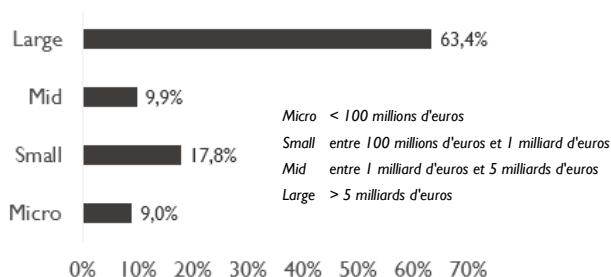 Large 63,4%
Mid 9,9%
Small 17,8%
Micro 9,0%
Micro < 100 millions d'euros
Small entre 100 millions d'euros et 1 milliard d'euros
Mid entre 1 milliard d'euros et 5 milliards d'euros
Large > 5 milliards d'euros
0% 10% 20% 30% 40% 50% 60% 70%